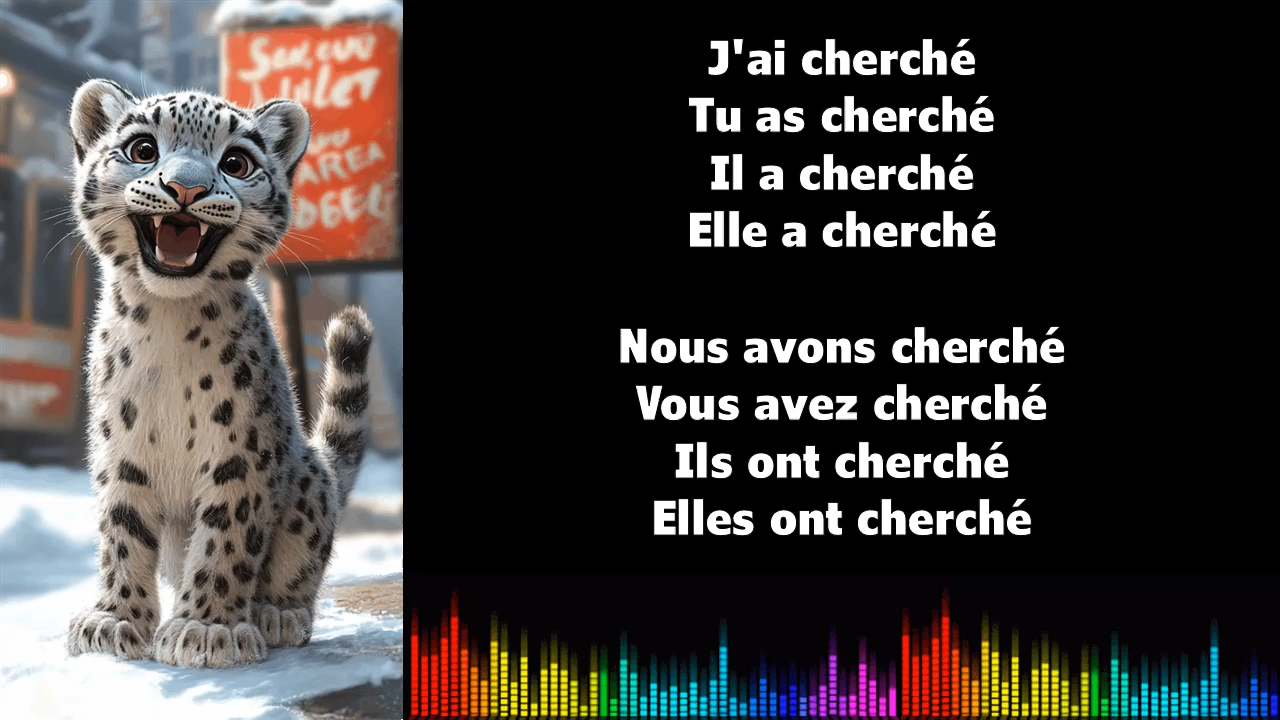 J'ai cherché
Tu as cherché
Il a cherché
Elle a cherché
Nous avons cherché
Vous avez cherché
Ils ont cherché
Elles ont cherché